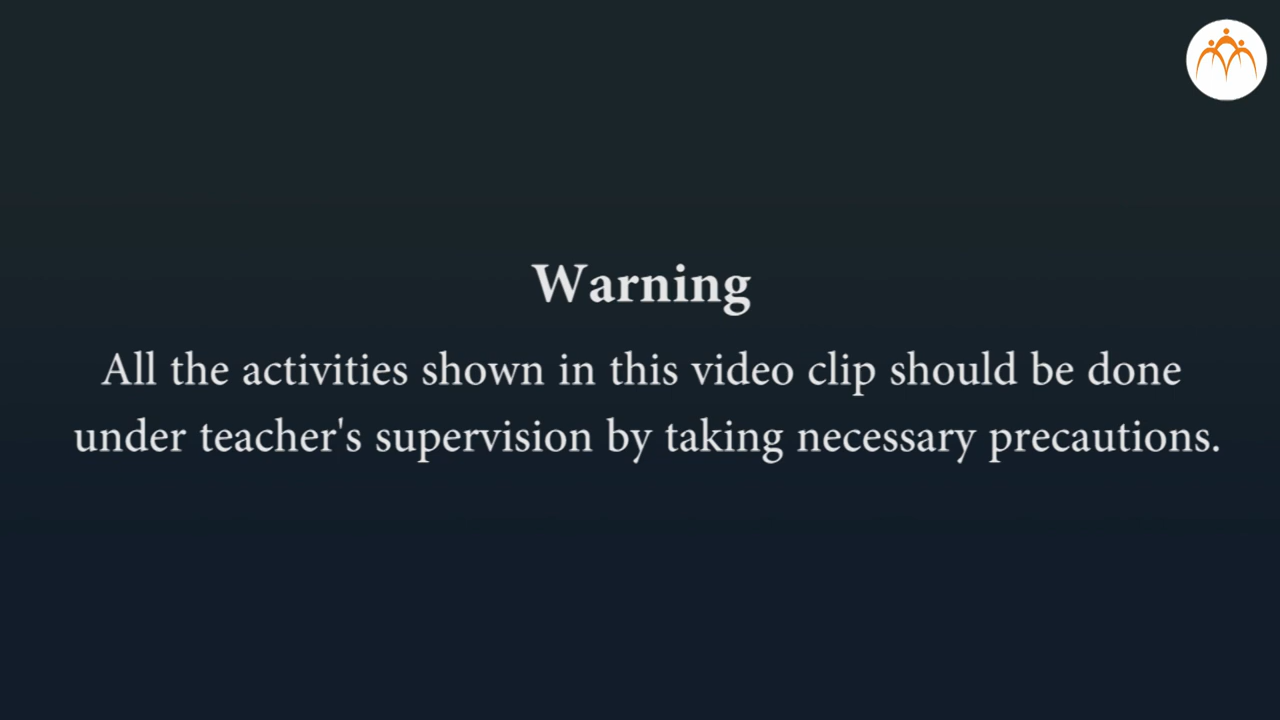 Warning
All the activities shown in this video clip should be done
under teacher's supervision by taking necessary precautions.